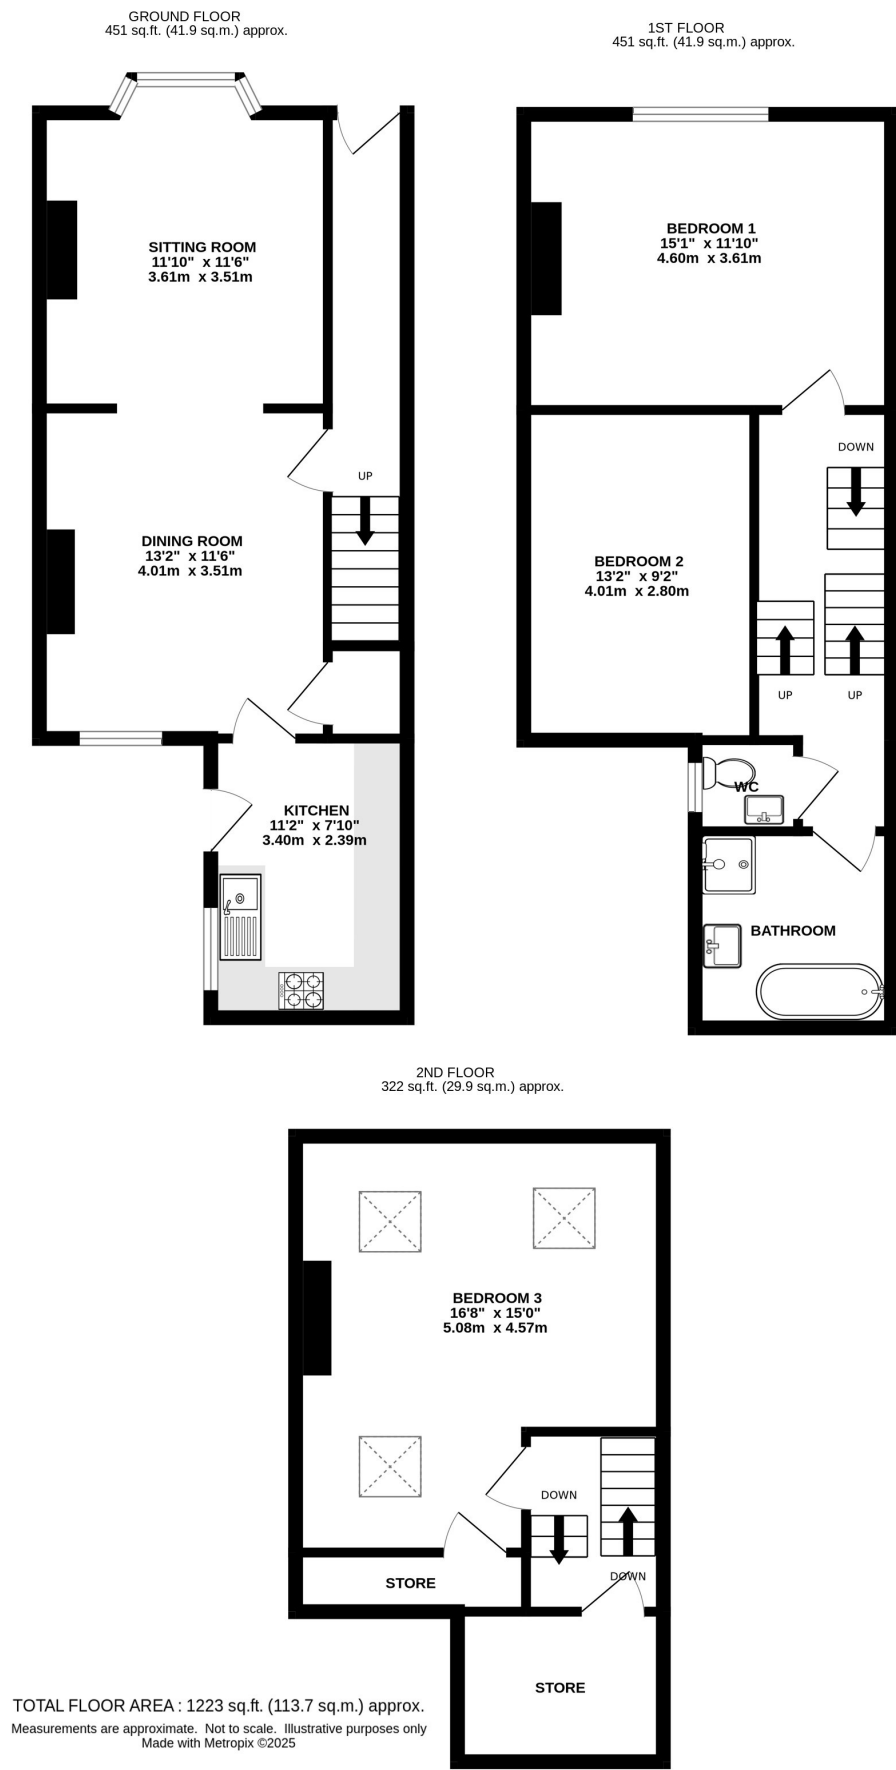 GROUND FLOOR
451 sq.ft. (41.9 sq.m.) approx.
1ST FLOOR
451 sq.ft. (41.9 sq.m.) approx.
SITTING ROOM
11'10" x 11'6"
3.61m x 3.51m
UP
DINING ROOM
13'2" x 11'6"
4.01m x 3.51m
KITCHEN
11'2" x 7'10"
3.40m x 2.39m
BEDROOM 1
15'1" x 11'10"
4.60m x 3.61m
DOWN
BEDROOM 2
13'2" x 9'2"
4.01m x 2.80m
UP
UP
WC
BATHROOM
2ND FLOOR
322 sq.ft. (29.9 sq.m.) approx.
BEDROOM 3
16'8" x 15'0"
5.08m x 4.57m
DOWN
DOWN
STORE
STORE
TOTAL FLOOR AREA : 1223 sq.ft. (113.7 sq.m.) approx.
Measurements are approximate. Not to scale. Illustrative purposes only
Made with Metropix ©2025